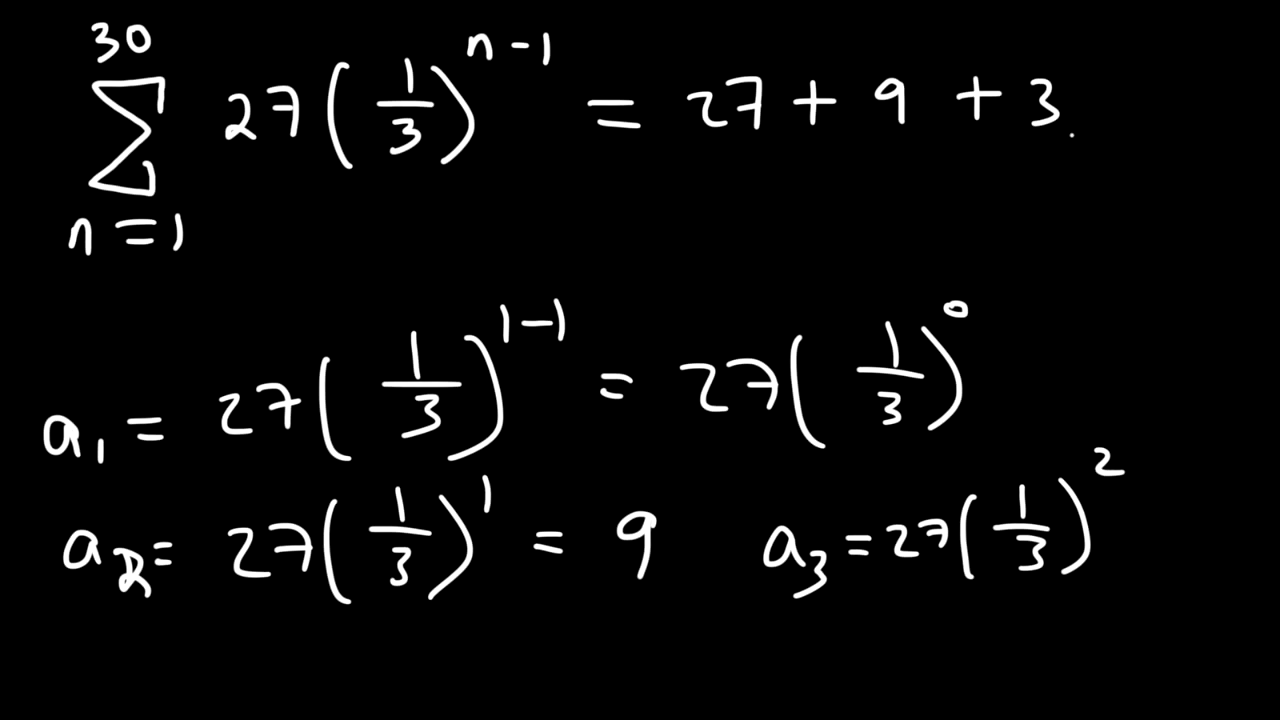 30
∑ 27(1/3)^(n-1) = 27 + 9 + 3.
n = 1
a₁ = 27(1/3)^(1-1) = 27(1/3)^0
a₂ = 27(1/3)^1 = 9 a₃ = 27(1/3)^2